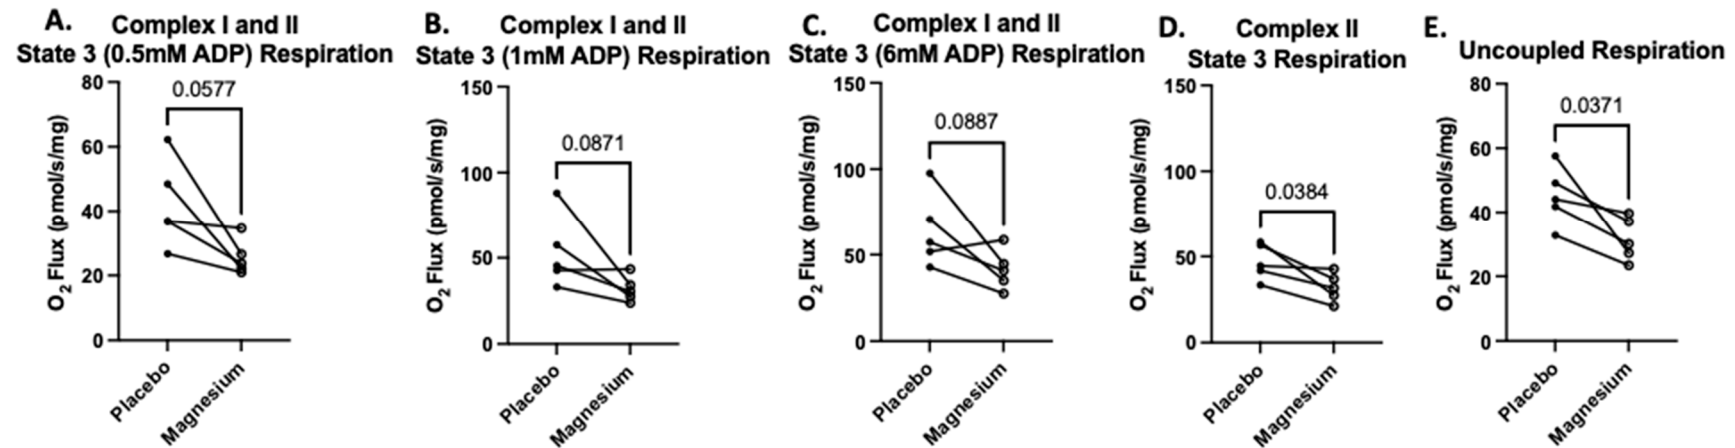 A.
Complex I and II
State 3 (0.5mM ADP) Respiration
0.0577
80
60
40
20
0
O2 Flux (pmol/s/mg)
Placebo
Magnesium
B.
Complex I and II
State 3 (1mM ADP) Respiration
0.0871
150
100
50
0
O2 Flux (pmol/s/mg)
Placebo
Magnesium
C.
Complex I and II
State 3 (6mM ADP) Respiration
0.0887
150
100
50
0
O2 Flux (pmol/s/mg)
Placebo
Magnesium
D.
Complex II
State 3 Respiration
0.0384
150
100
50
0
O2 Flux (pmol/s/mg)
Placebo
Magnesium
E.
Uncoupled Respiration
0.0371
80
60
40
20
0
O2 Flux (pmol/s/mg)
Placebo
Magnesium